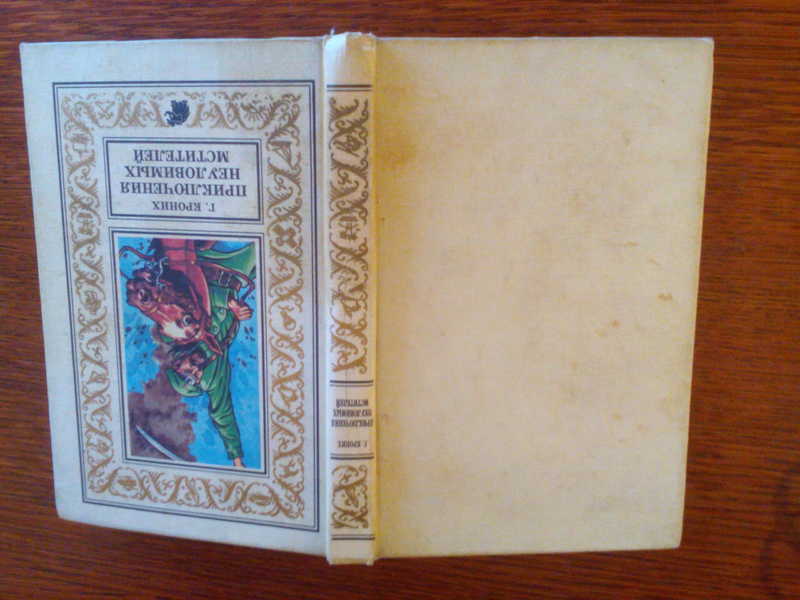 Г. КРОНИХ
ПРИКЛЮЧЕНИЯ
НЕУЛОВИМЫХ
МСТИТЕЛЕЙ
Г. КРОНИХ
ПРИКЛЮЧЕНИЯ
НЕУЛОВИМЫХ
МСТИТЕЛЕЙ